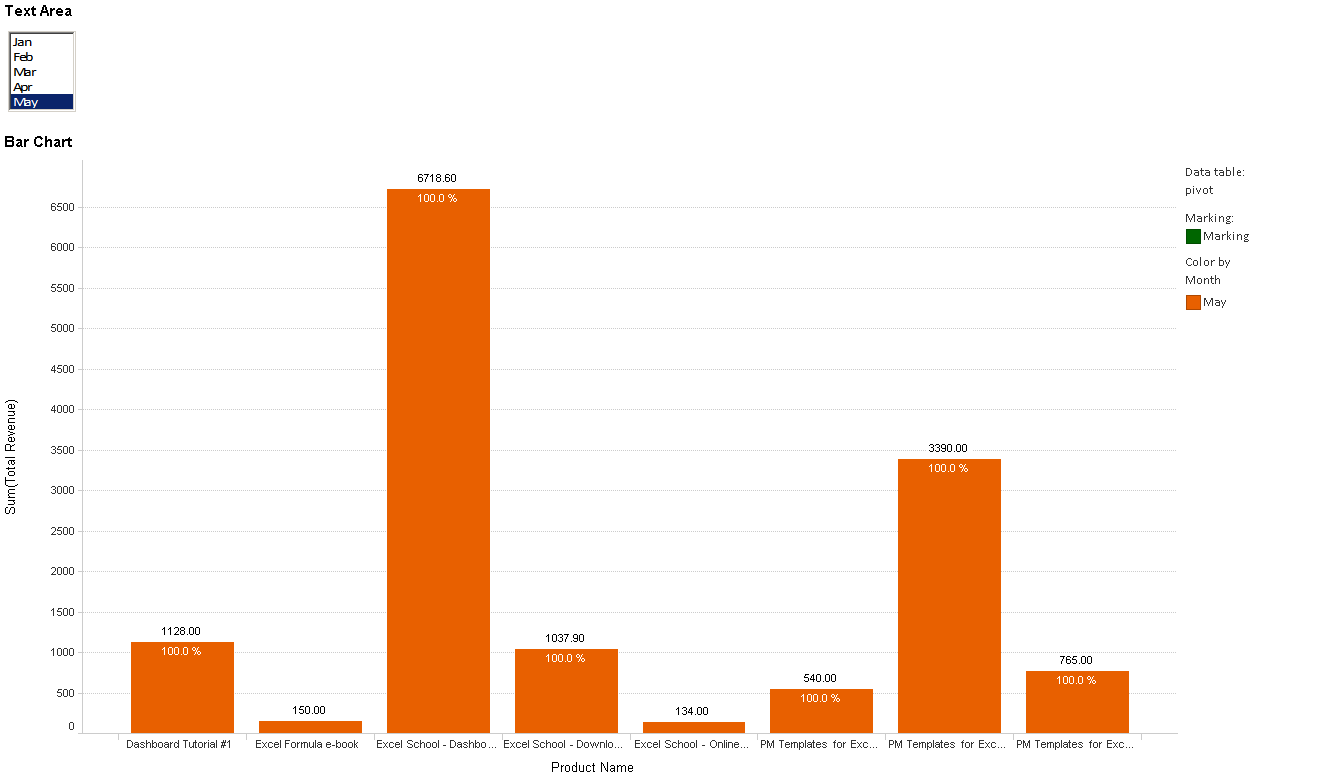 Text Area
Jan
Feb
Mar
Apr
May
Bar Chart
Data table:
pivot
Marking:
Marking
Color by
Month
May
Sum(Total Revenue)
6500
6000
5500
5000
4500
4000
3500
3000
2500
2000
1500
1000
500
0
1128.00
100.0 %
150.00
6718.60
100.0 %
1037.90
100.0 %
134.00
540.00
100.0 %
3390.00
100.0 %
765.00
100.0 %
Dashboard Tutorial #1
Excel Formula e-book
Excel School - Dashbo...
Excel School - Downlo...
Excel School - Online...
PM Templates for Exc...
PM Templates for Exc...
PM Templates for Exc...
Product Name